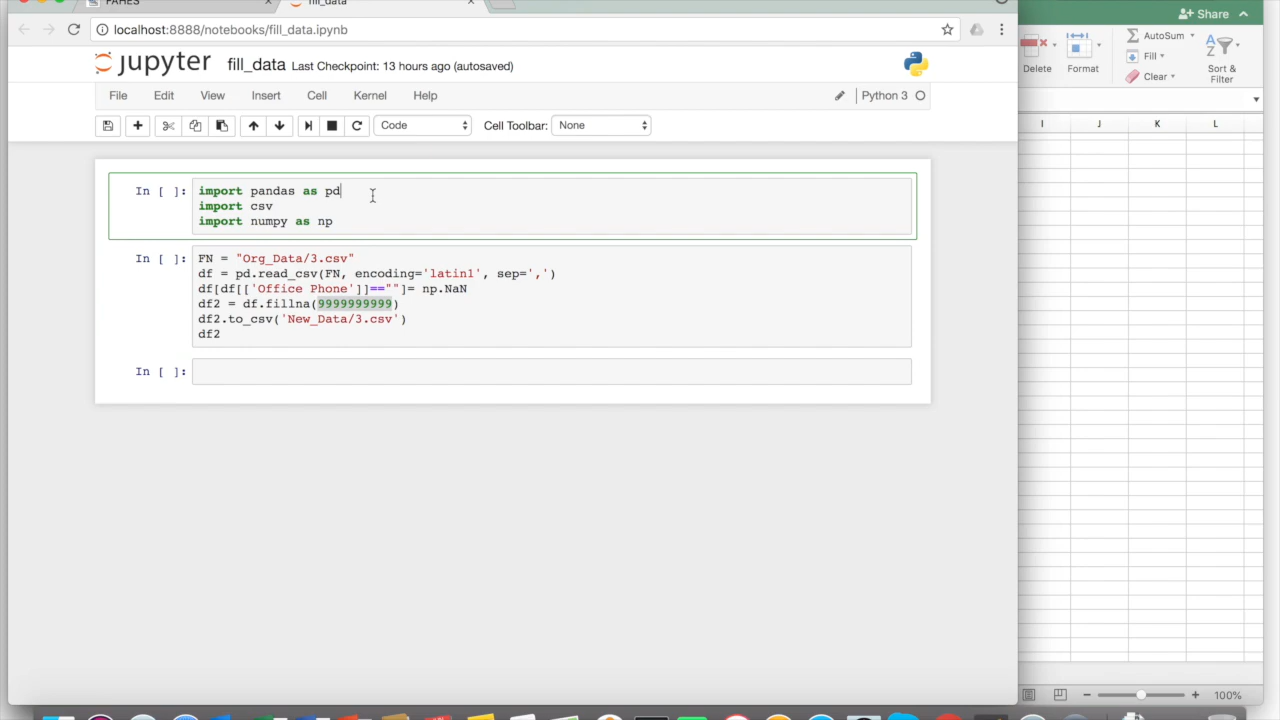 FAHES
fill_data
localhost:8888/notebooks/fill_data.ipynb
jupyter fill_data Last Checkpoint: 13 hours ago (autosaved)
File Edit View Insert Cell Kernel Help Python 3
Code Cell Toolbar: None
In [ ]: import pandas as pd
import csv
import numpy as np
In [ ]: FN = "Org_Data/3.csv"
df = pd.read_csv(FN, encoding='latin1', sep=',')
df[df[['Office Phone']]==""]= np.NaN
df2 = df.fillna(9999999999)
df2.to_csv('New_Data/3.csv')
df2
In [ ]:
Share
AutoSum
Fill
Clear
Delete Format Sort &
Filter
I J K L
100%